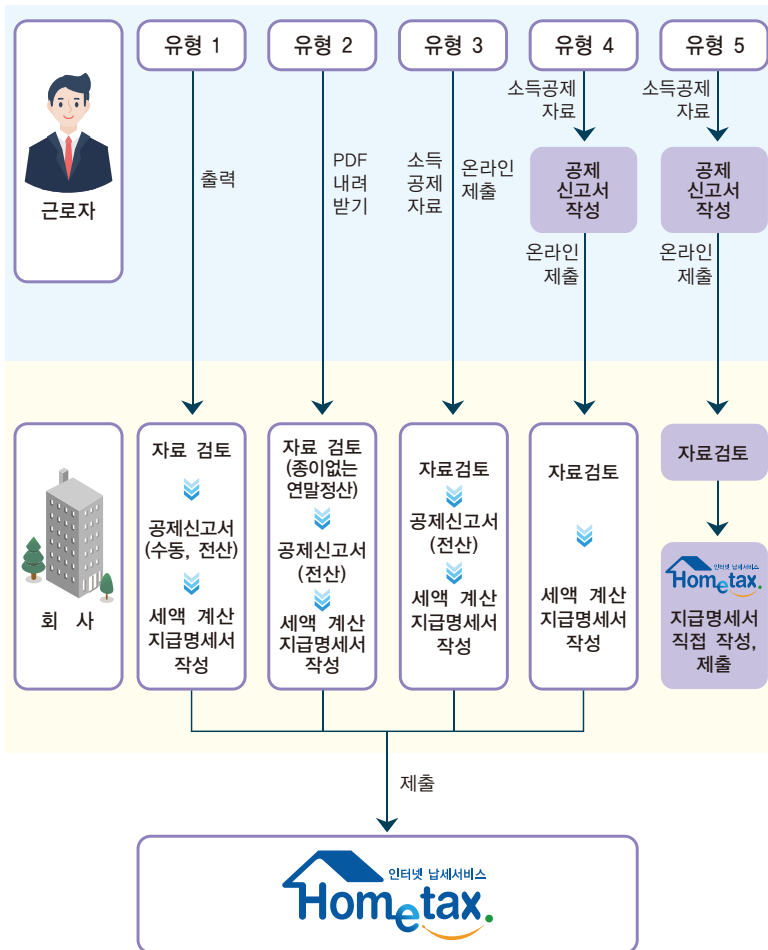 유형 1
유형 2
유형 3
유형 4
유형 5
근로자
출력
PDF
내려
받기
소득
공제
자료
온라인
제출
소득공제
자료
공제
신고서
작성
온라인
제출
소득공제
자료
공제
신고서
작성
온라인
제출
회 사
자료 검토
공제신고서
(수동, 전산)
세액 계산
지급명세서
작성
자료 검토
(종이없는
연말정산)
공제신고서
(전산)
세액 계산
지급명세서
작성
자료검토
공제신고서
(전산)
세액 계산
지급명세서
작성
자료검토
세액 계산
지급명세서
작성
자료검토
인터넷 납세서비스
Hometax.
지급명세서
직접 작성,
제출
제출
인터넷 납세서비스
Hometax.